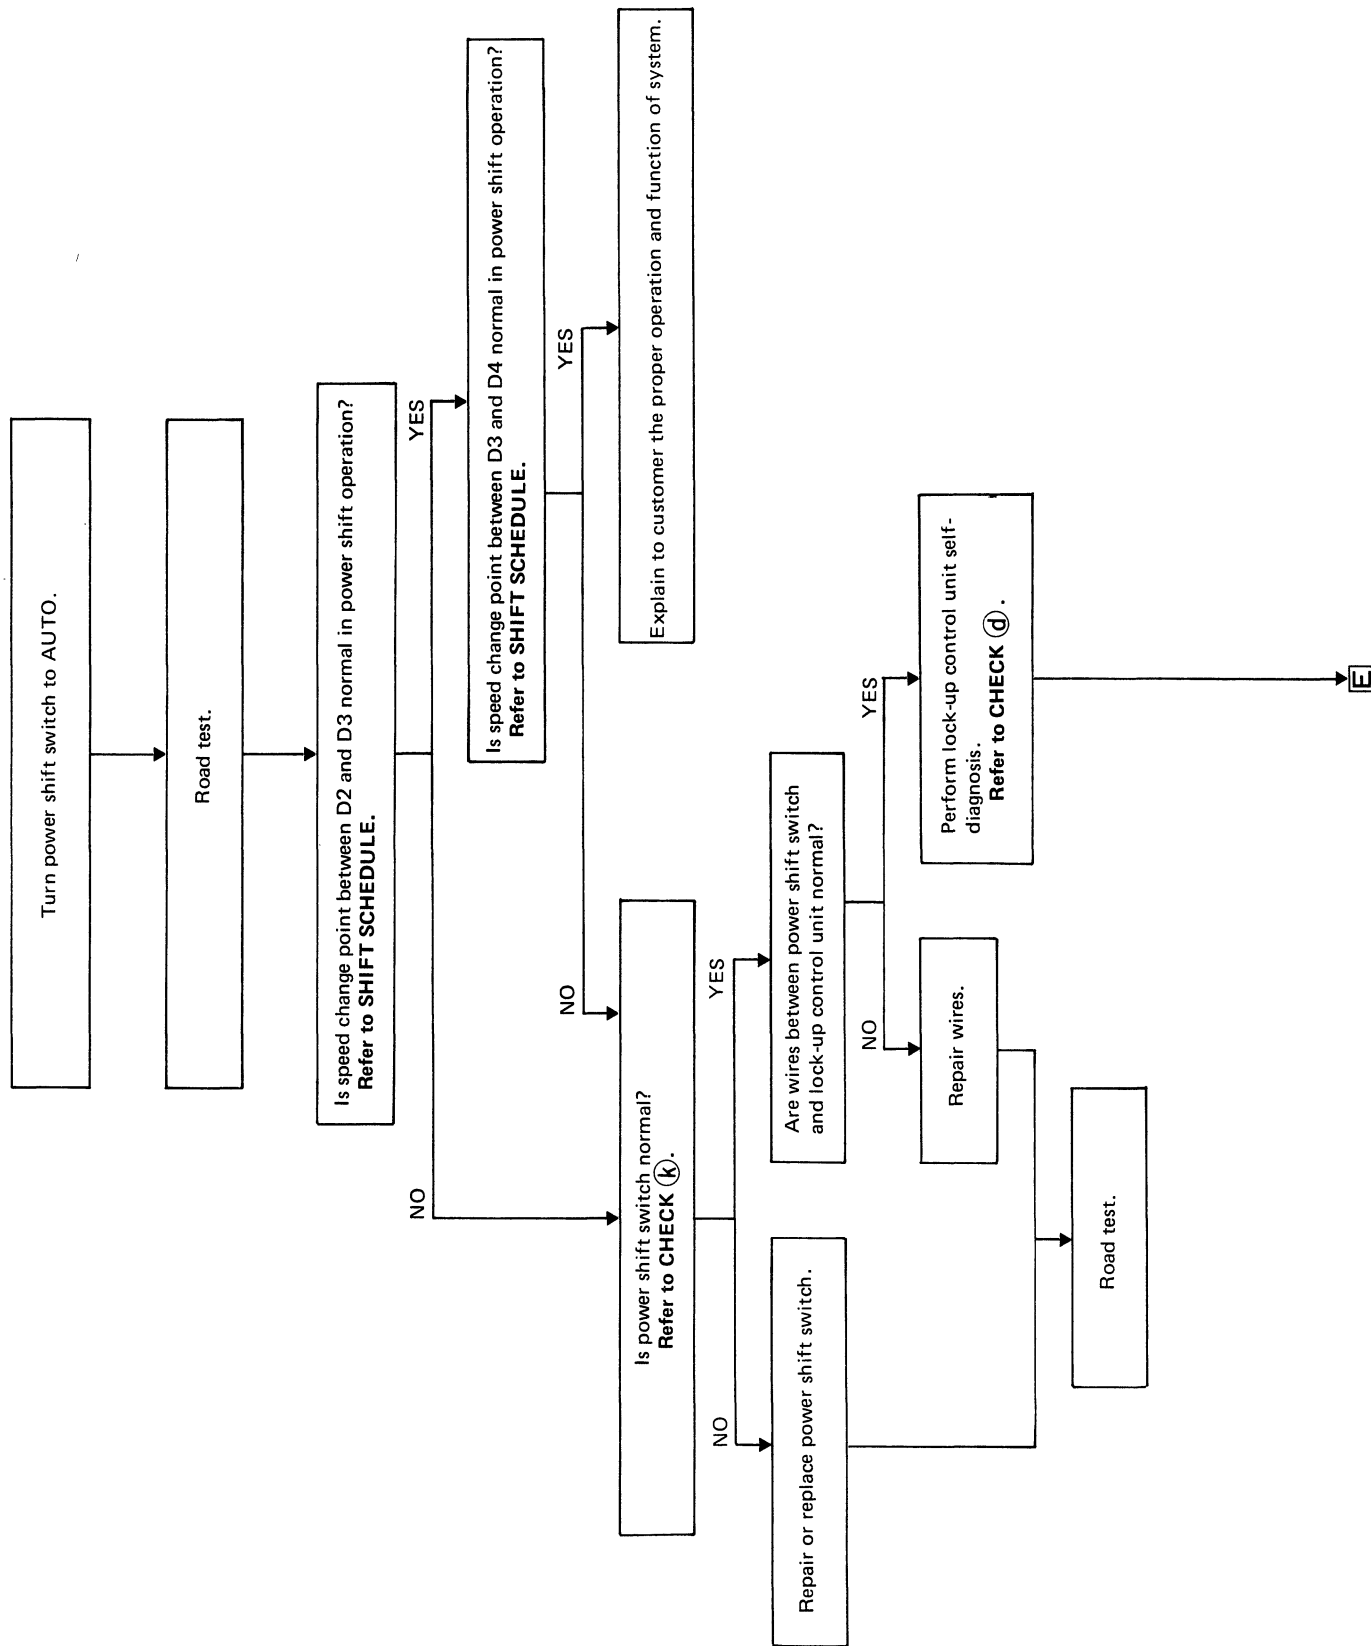 Turn power shift switch to AUTO.
Road test.
Is speed change point between D2 and D3 normal in power shift operation?
Refer to SHIFT SCHEDULE.
NO
YES
Is speed change point between D3 and D4 normal in power shift operation?
Refer to SHIFT SCHEDULE.
NO
YES
Is power shift switch normal?
Refer to CHECK ⓚ.
Explain to customer the proper operation and function of system.
NO
YES
Repair or replace power shift switch.
Are wires between power shift switch
and lock-up control unit normal?
NO
YES
Repair wires.
Perform lock-up control unit self-
diagnosis.
Refer to CHECK ⓓ.
Road test.
E